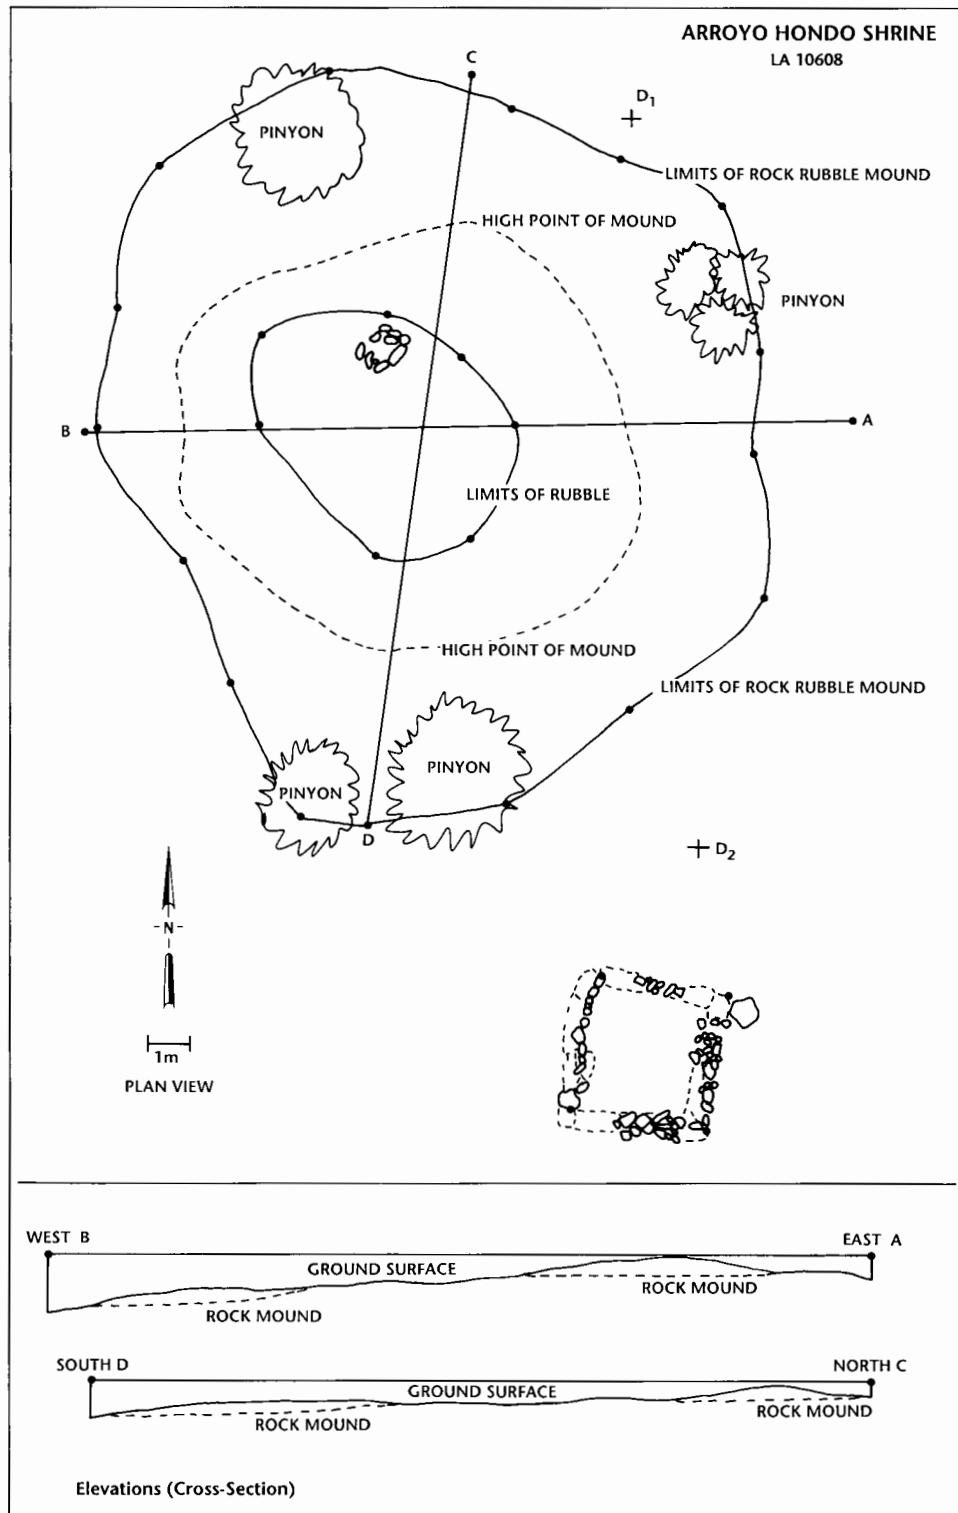 ARROYO HONDO SHRINE
LA 10608
C
D1
PINYON
LIMITS OF ROCK RUBBLE MOUND
HIGH POINT OF MOUND
PINYON
B
A
LIMITS OF RUBBLE
HIGH POINT OF MOUND
LIMITS OF ROCK RUBBLE MOUND
PINYON
PINYON
D
D2
-N-
1m
PLAN VIEW
WEST B
EAST A
GROUND SURFACE
ROCK MOUND
ROCK MOUND
SOUTH D
NORTH C
GROUND SURFACE
ROCK MOUND
ROCK MOUND
Elevations (Cross-Section)